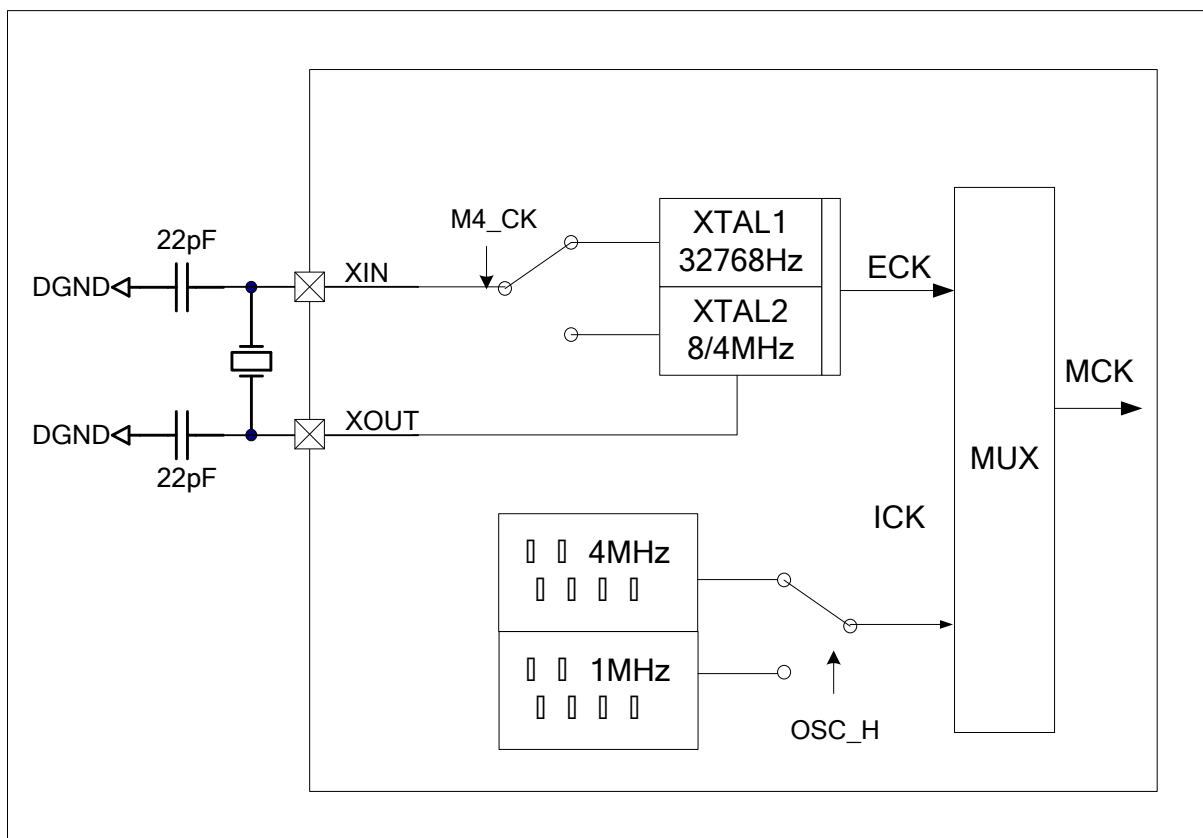 22pF
DGND
XIN
M4_CK
XTAL1
32768Hz
XTAL2
8/4MHz
ECK
DGND
22pF
XOUT
MUX
MCK
ICK
4MHz
1MHz
OSC_H